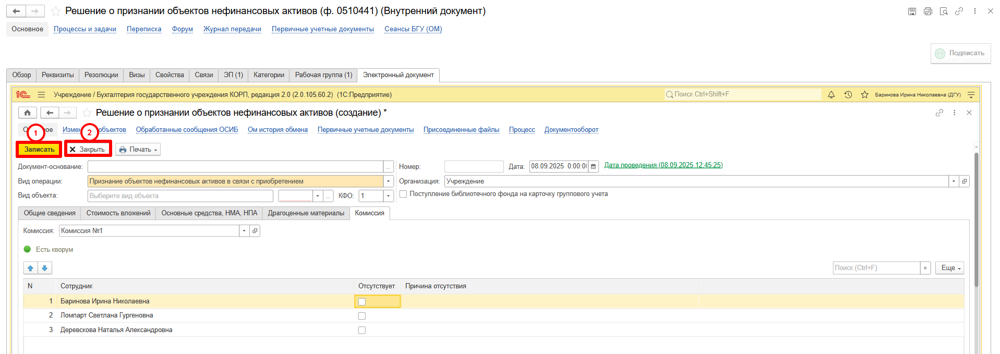 Решение о признании объектов нефинансовых активов (ф. 0510441) (Внутренний документ)
Основное Процессы и задачи Переписка Форум Журнал передачи Первичные учетные документы Сеансы БГУ (ОМ)
Подписать
Обзор Реквизиты Резолюции Визы Свойства Связи ЭП (1) Категории Рабочая группа (1) Электронный документ
1С Учреждение / Бухгалтерия государственного учреждения КОРП, редакция 2.0 (2.0.105.60.2) (1С:Предприятие) Поиск Ctrl+Shift+F Баринова Ирина Николаевна (ДГУ)
Решение о признании объектов нефинансовых активов (создание) *
Обработанные сообщения ОСИБ Ом история обмена Первичные учетные документы Присоединенные файлы Процесс Документооборот
объектов
1 2
Записать Закрыть Печать
Документ-основание: ... Номер: Дата: 08.09.2025 0:00:0 Дата проведения (08.09.2025 12:45:25)
Вид операции: Признание объектов нефинансовых активов в связи с приобретением Организация: Учреждение
Вид объекта: Выберите вид объекта ... КФО: 1 Поступление библиотечного фонда на карточку группового учета
Общие сведения Стоимость вложений Основные средства, НМА, НПА Драгоценные материалы Комиссия
Комиссия: Комиссия №1
Есть кворум
Поиск (Ctrl+F) × Еще
N Сотрудник Отсутствует Причина отсутствия
1 Баринова Ирина Николаевна
2 Ломпарт Светлана Гургеновна
3 Деревскова Наталья Александровна